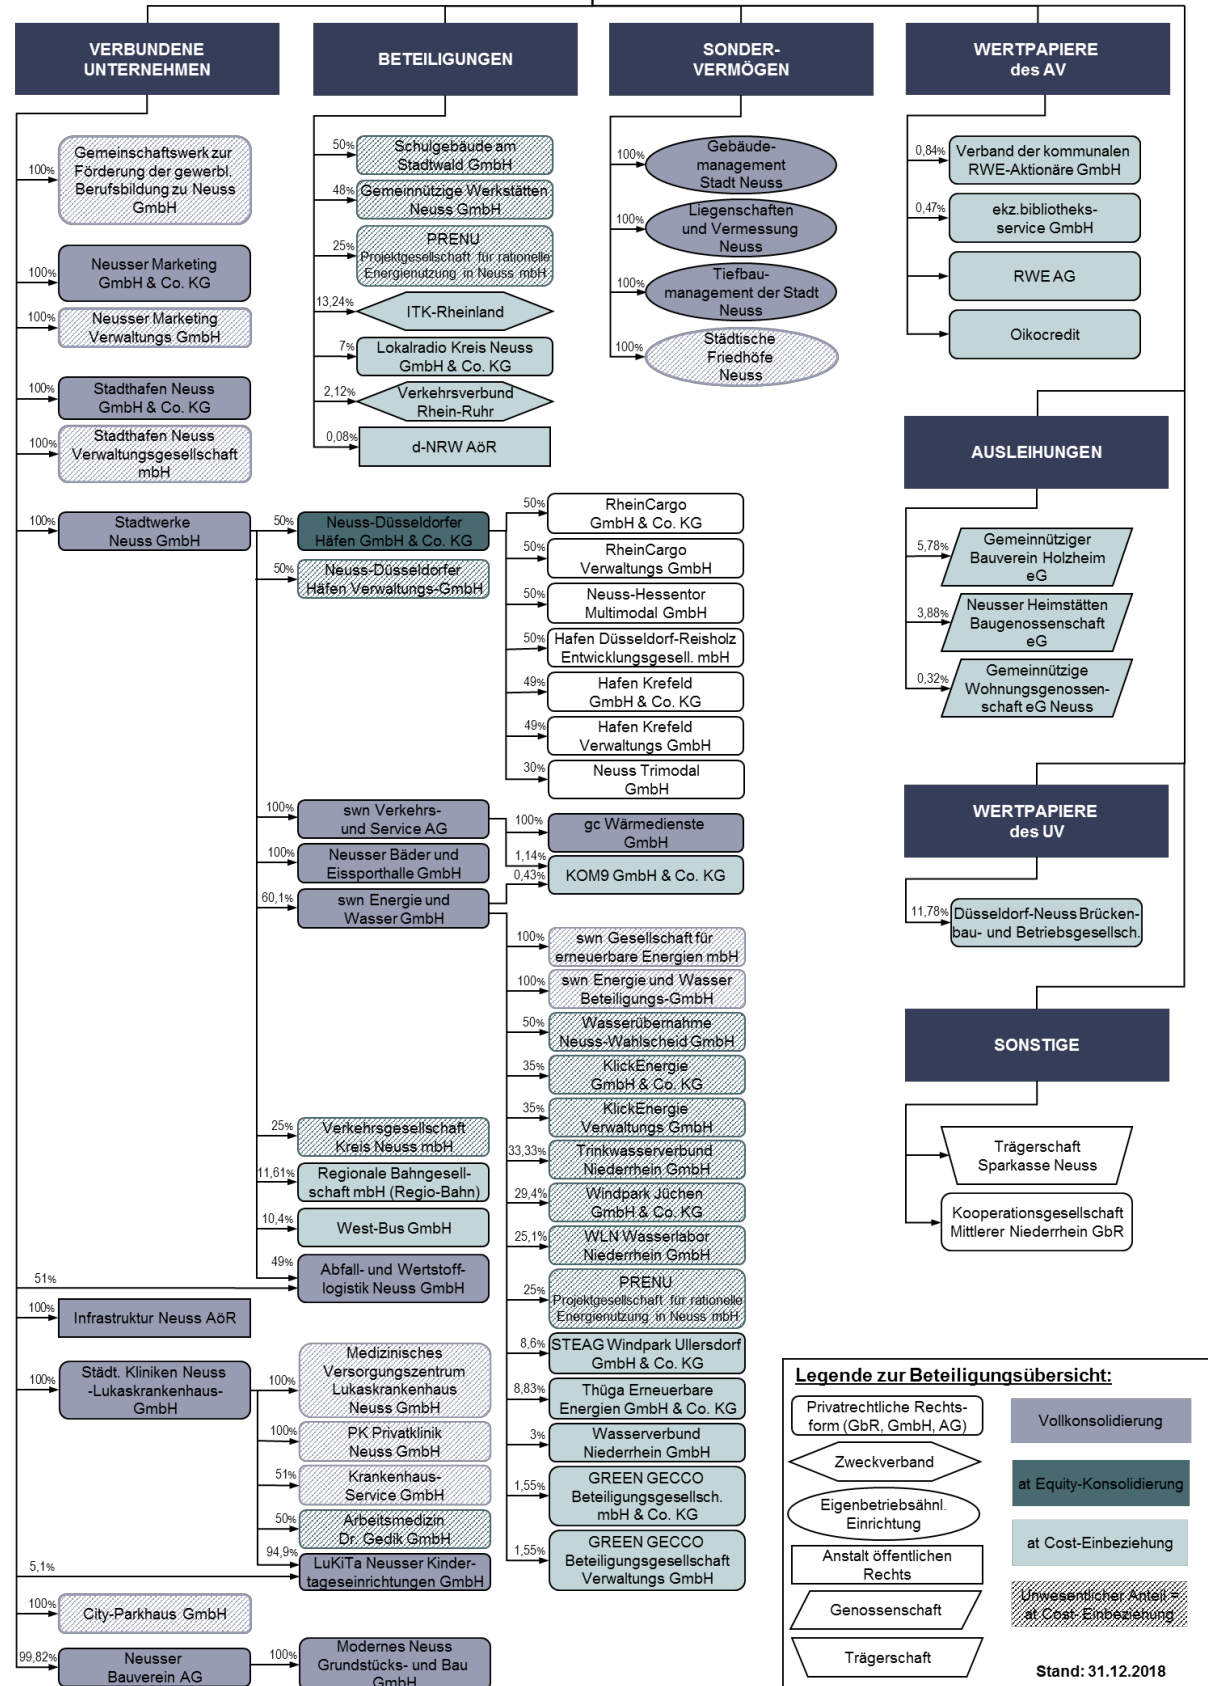 VERBUNDENE
UNTERNEHMEN
100%
Gemeinschaftswerk zur
Förderung der gewerbl.
Berufsbildung zu Neuss
GmbH
100%
Neusser Marketing
GmbH & Co. KG
100%
Neusser Marketing
Verwaltungs GmbH
100%
Stadthafen Neuss
GmbH & Co. KG
100%
Stadthafen Neuss
Verwaltungsgesellschaft
mbH
100%
Stadtwerke
Neuss GmbH
50%
Neuss-Düsseldorfer
Häfen GmbH & Co. KG
50%
Neuss-Düsseldorfer
Häfen Verwaltungs-GmbH
50%
RheinCargo
GmbH & Co. KG
50%
RheinCargo
Verwaltungs GmbH
50%
Neuss-Hessentor
Multimodal GmbH
50%
Hafen Düsseldorf-Reisholz
Entwicklungsgesell. mbH
49%
Hafen Krefeld
GmbH & Co. KG
49%
Hafen Krefeld
Verwaltungs GmbH
30%
Neuss Trimodal
GmbH
100%
swn Verkehrs-
und Service AG
100%
gc Wärmedienste
GmbH
1,14%
0,43%
KOM9 GmbH & Co. KG
100%
Neusser Bäder und
Eissporthalle GmbH
60,1%
swn Energie und
Wasser GmbH
100%
swn Gesellschaft für
erneuerbare Energien mbH
100%
swn Energie und Wasser
Beteiligungs-GmbH
50%
Wasserübernahme
Neuss-Wahlscheid GmbH
35%
KlickEnergie
GmbH & Co. KG
35%
KlickEnergie
Verwaltungs GmbH
33,33%
Trinkwasserverbund
Niederrhein GmbH
29,4%
Windpark Jüchen
GmbH & Co. KG
25,1%
WLN Wasserlabor
Niederrhein GmbH
25%
PRENU
Projektgesellschaft für rationelle
Energienutzung in Neuss mbH
8,6%
STEAG Windpark Ullersdorf
GmbH & Co. KG
8,83%
Thüga Erneuerbare
Energien GmbH & Co. KG
3%
Wasserverbund
Niederrhein GmbH
1,55%
GREEN GECCO
Beteiligungsgesellsch.
mbH & Co. KG
1,55%
GREEN GECCO
Beteiligungsgesellschaft
Verwaltungs GmbH
25%
Verkehrsgesellschaft
Kreis Neuss mbH
11,61%
Regionale Bahngesell-
schaft mbH (Regio-Bahn)
10,4%
West-Bus GmbH
49%
Abfall- und Wertstoff-
logistik Neuss GmbH
51%
100%
Infrastruktur Neuss AöR
100%
Städt. Kliniken Neuss
-Lukaskrankenhaus-
GmbH
100%
Medizinisches
Versorgungszentrum
Lukaskrankenhaus
Neuss GmbH
100%
PK Privatklinik
Neuss GmbH
51%
Krankenhaus-
Service GmbH
50%
Arbeitsmedizin
Dr. Gedik GmbH
94,9%
LuKiTa Neusser Kinder-
tageseinrichtungen GmbH
5,1%
100%
City-Parkhaus GmbH
99,82%
Neusser
Bauverein AG
100%
Modernes Neuss
Grundstücks- und Bau
GmbH
BETEILIGUNGEN
50%
Schulgebäude am
Stadtwald GmbH
48%
Gemeinnützige Werkstätten
Neuss GmbH
25%
PRENU
Projektgesellschaft für rationelle
Energienutzung in Neuss mbH
13,24%
ITK-Rheinland
7%
Lokalradio Kreis Neuss
GmbH & Co. KG
2,12%
Verkehrsverbund
Rhein-Ruhr
0,08%
d-NRW AöR
SONDER-
VERMÖGEN
100%
Gebäude-
management
Stadt Neuss
100%
Liegenschaften
und Vermessung
Neuss
100%
Tiefbau-
management der Stadt
Neuss
100%
Städtische
Friedhöfe
Neuss
WERTPAPIERE
des AV
0,84%
Verband der kommunalen
RWE-Aktionäre GmbH
0,47%
ekz.bibliotheks-
service GmbH
RWE AG
Oikocredit
AUSLEIHUNGEN
5,78%
Gemeinnütziger
Bauverein Holzheim
eG
3,88%
Neusser Heimstätten
Baugenossenschaft
eG
0,32%
Gemeinnützige
Wohnungsgenossen-
schaft eG Neuss
WERTPAPIERE
des UV
11,78%
Düsseldorf-Neuss Brücken-
bau- und Betriebsgesellsch.
SONSTIGE
Trägerschaft
Sparkasse Neuss
Kooperationsgesellschaft
Mittlerer Niederrhein GbR
Legende zur Beteiligungsübersicht:
Privatrechtliche Rechts-
form (GbR, GmbH, AG)
Zweckverband
Eigenbetriebsähnl.
Einrichtung
Anstalt öffentlichen
Rechts
Genossenschaft
Trägerschaft
Vollkonsolidierung
at Equity-Konsolidierung
at Cost-Einbeziehung
Unwesentlicher Anteil =
at Cost- Einbeziehung
Stand: 31.12.2018